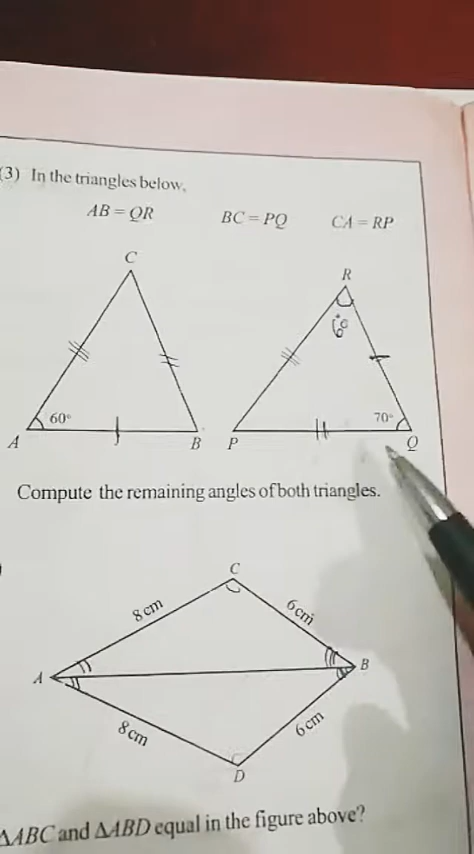 (3) In the triangles below,
AB = QR BC = PQ CA = RP
C
R
60°
60° 70°
A B P Q
Compute the remaining angles of both triangles.
C
8 cm 6 cm
A B
8 cm 6 cm
D
ΔABC and ΔABD equal in the figure above?